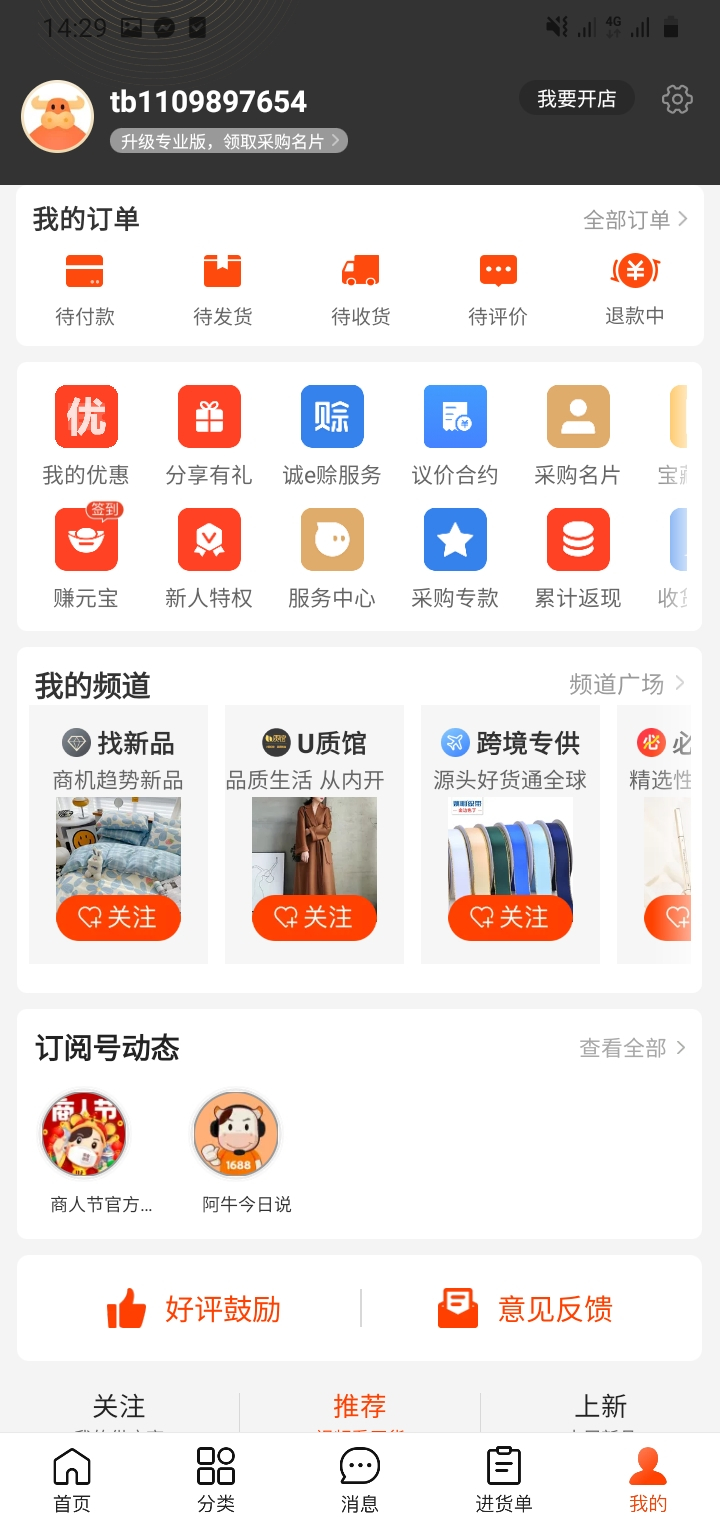 14:29
4G
tb1109897654
我要开店
升级专业版，领取采购名片
我的订单
全部订单
待付款 待发货 待收货 待评价 退款中
优 赊
我的优惠 分享有礼 诚e赊服务 议价合约 采购名片
签到
赚元宝 新人特权 服务中心 采购专款 累计返现
我的频道
频道广场
找新品 U质馆 跨境专供 必
商机趋势新品 品质生活 从内开 源头好货通全球 精选性
关注 关注 关注
订阅号动态
查看全部
商人节
1688
商人节官方... 阿牛今日说
好评鼓励 意见反馈
关注 推荐 上新
首页 分类 消息 进货单 我的